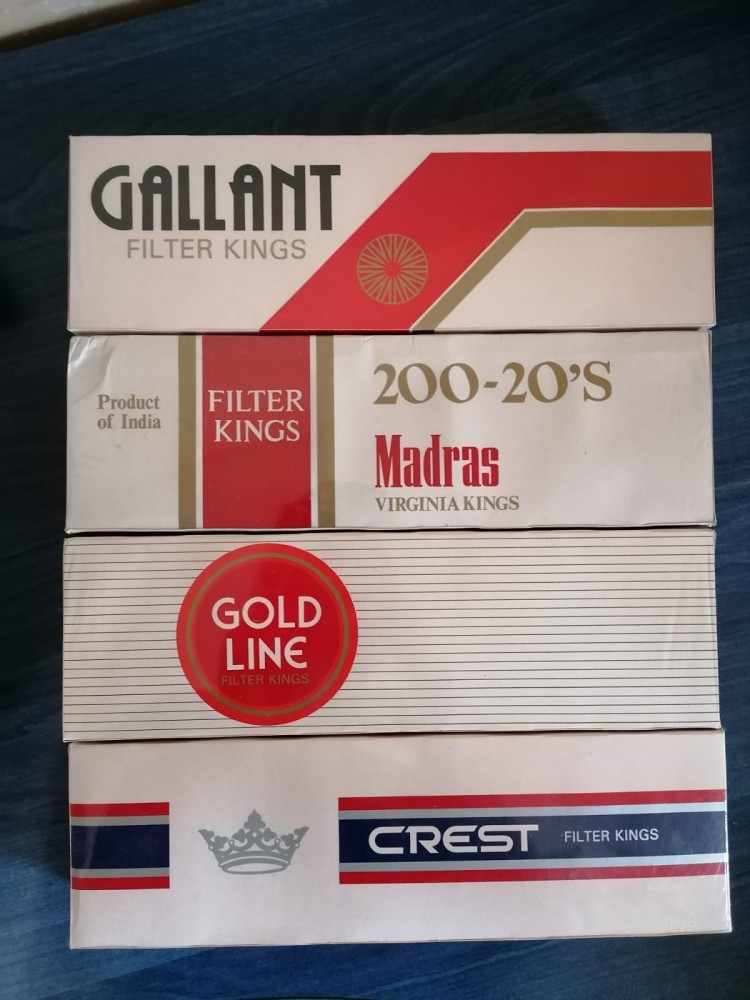 GALLANT
FILTER KINGS
Product
of India
FILTER
KINGS
200-20'S
Madras
VIRGINIA KINGS
GOLD
LINE
FILTER KINGS
CREST
FILTER KINGS